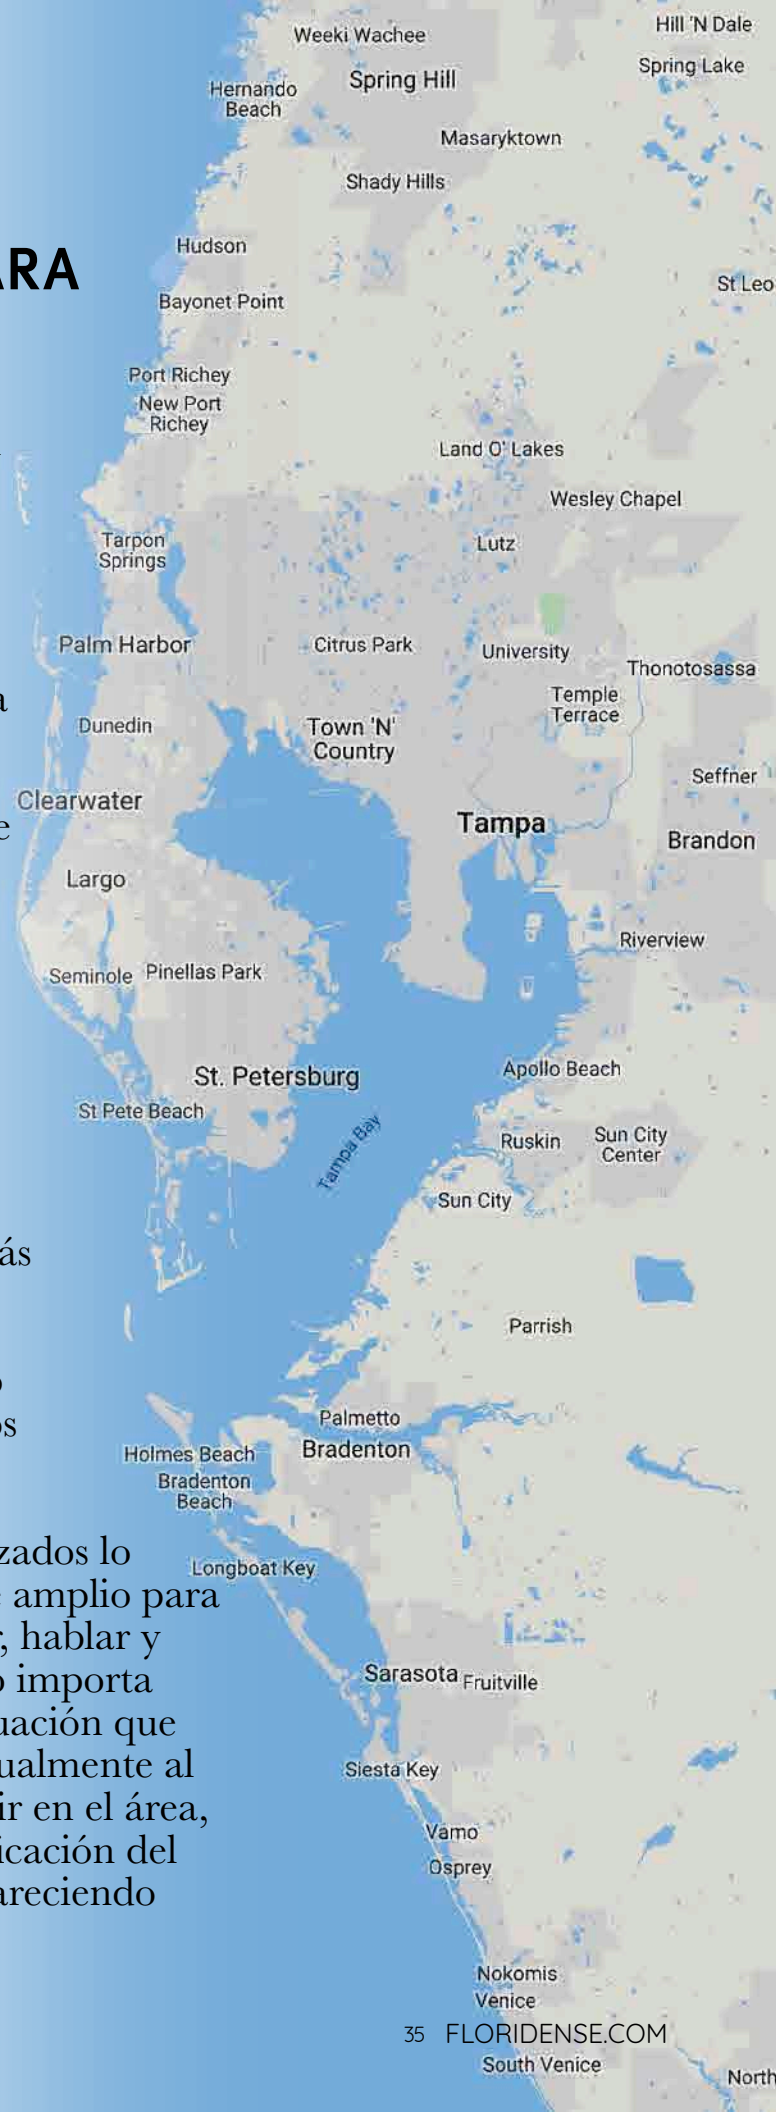 Weeki Wachee
Hill 'N Dale
Spring Hill
Spring Lake
Hernando
Beach
Masaryktown
Shady Hills
Hudson
ARA
St Leo
Bayonet Point
Port Richey
New Port
Richey
Land O' Lakes
Wesley Chapel
Tarpon
Springs
Lutz
Palm Harbor
Citrus Park
University
Thonotosassa
a
Temple
Terrace
Dunedin
Town 'N'
Country
Seffner
Clearwater
e
Tampa
Brandon
Largo
Riverview
Seminole
Pinellas Park
St. Petersburg
Apollo Beach
St Pete Beach
Tampa Bay
Ruskin
Sun City
Center
Sun City
ás
Parrish
o
os
Palmetto
Bradenton
Holmes Beach
Bradenton
Beach
Longboat Key
zados lo
e amplio para
r, hablar y
o importa
uación que
ualmente al
ir en el área,
icación del
areciendo
Sarasota
Fruitville
Siesta Key
Vamo
Osprey
Nokomis
Venice
35 FLORIDENSE.COM
South Venice
North